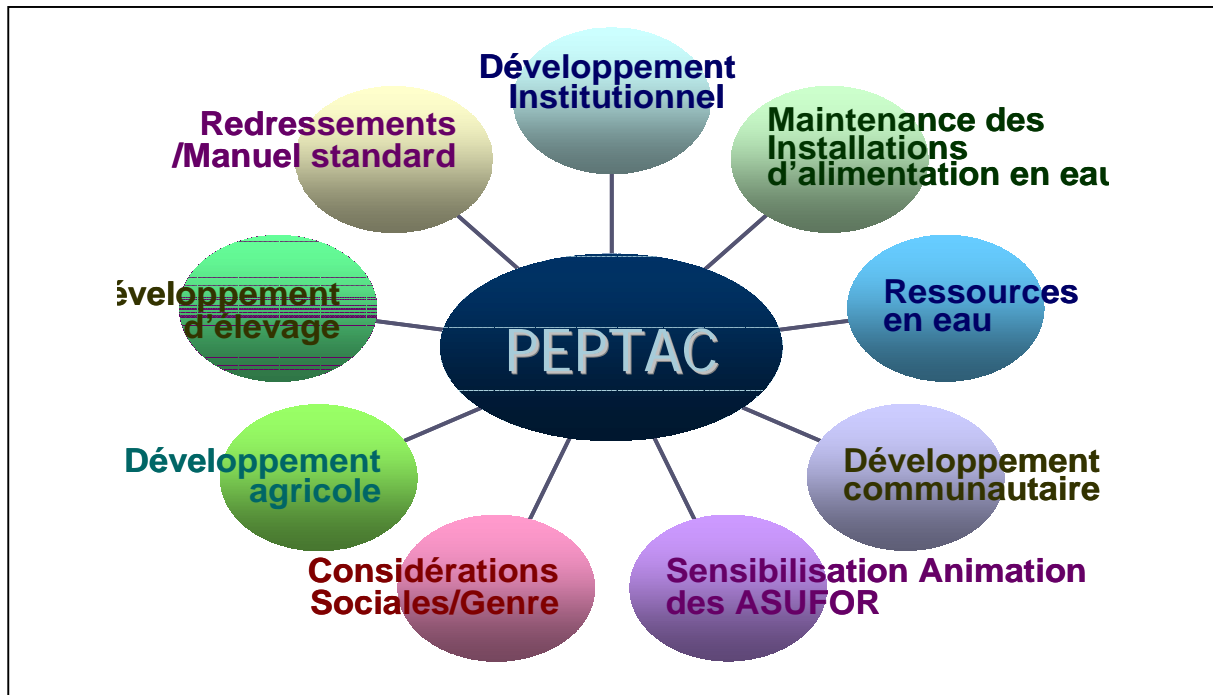 Développement
Institutionnel
Maintenance des
Installations
d'alimentation en eau
Ressources
en eau
Développement
communautaire
Sensibilisation Animation
des ASUFOR
Considérations
Sociales/Genre
Développement
agricole
éveloppement
d'élevage
Redressements
/Manuel standard
PEPTAC